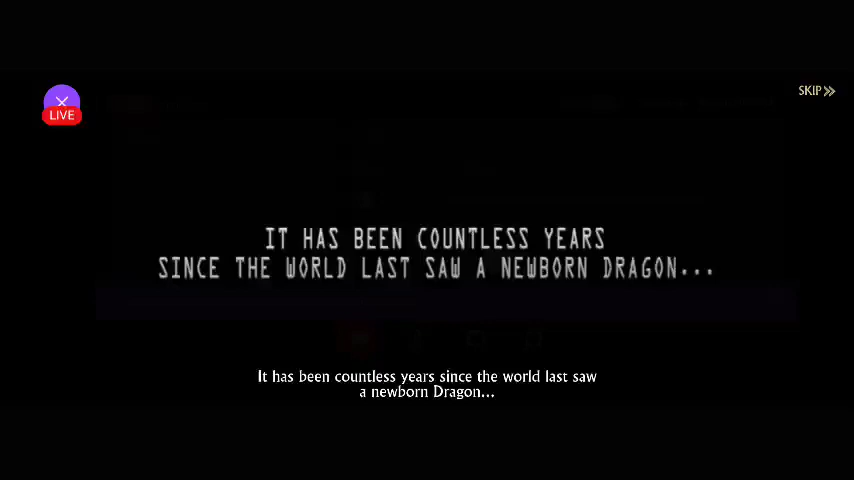 SKIP
LIVE
IT HAS BEEN COUNTLESS YEARS
SINCE THE WORLD LAST SAW A NEWBORN DRAGON...
It has been countless years since the world last saw
a newborn Dragon...